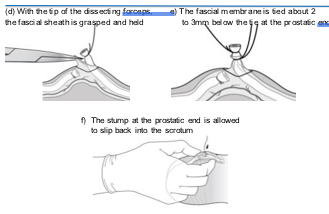 (d) With the tip of the dissecting forceps,
the fascial sheath is grasped and held
e) The fascial membrane is tied about 2
to 3mm below the tie at the prostatic end
f) The stump at the prostatic end is allowed
to slip back into the scrotum